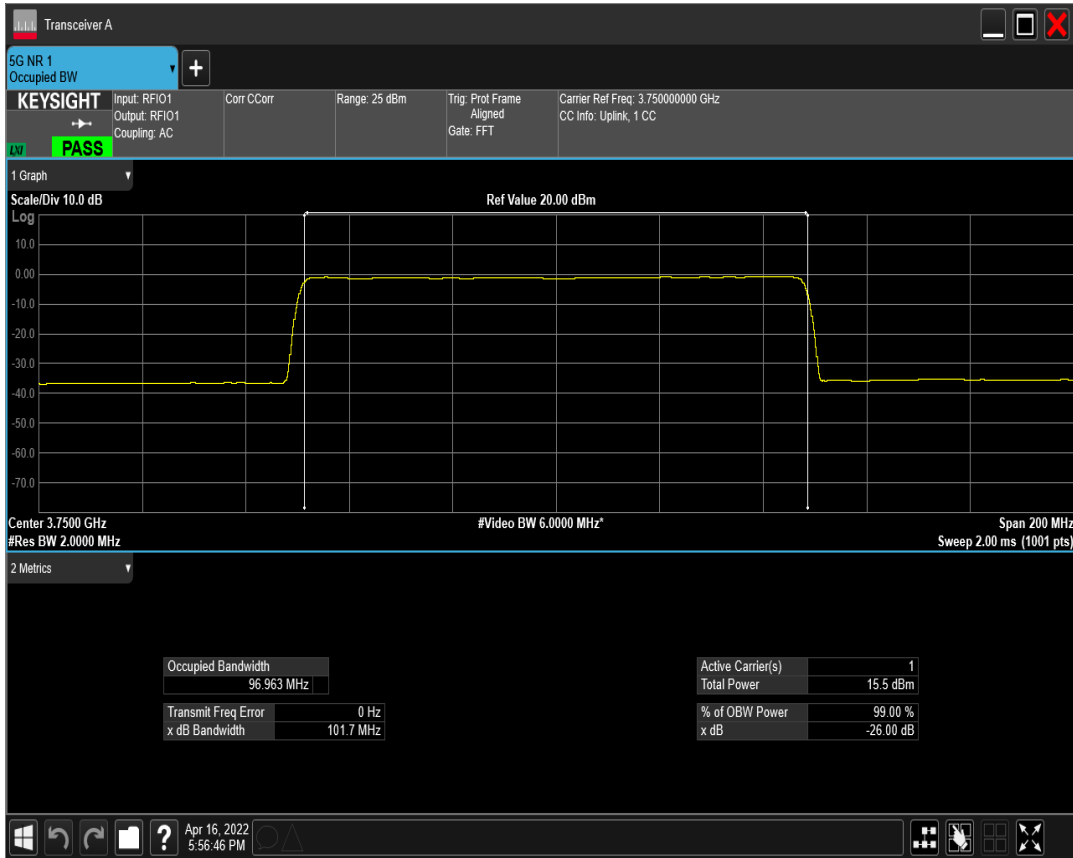 Transceiver A
5G NR 1
Occupied BW
KEYSIGHT
LXI
PASS
Input: RFIO1
Output: RFIO1
Coupling: AC
Corr CCorr
Range: 25 dBm
Trig: Prot Frame
Aligned
Gate: FFT
Carrier Ref Freq: 3.750000000 GHz
CC Info: Uplink, 1 CC
1 Graph
Scale/Div 10.0 dB
Ref Value 20.00 dBm
Log
10.0
0.00
-10.0
-20.0
-30.0
-40.0
-50.0
-60.0
-70.0
Center 3.7500 GHz
#Video BW 6.0000 MHz*
Span 200 MHz
#Res BW 2.0000 MHz
Sweep 2.00 ms (1001 pts)
2 Metrics
Occupied Bandwidth
96.963 MHz
Transmit Freq Error 0 Hz
x dB Bandwidth 101.7 MHz
Active Carrier(s) 1
Total Power 15.5 dBm
% of OBW Power 99.00 %
x dB -26.00 dB
?
Apr 16, 2022
5:56:46 PM